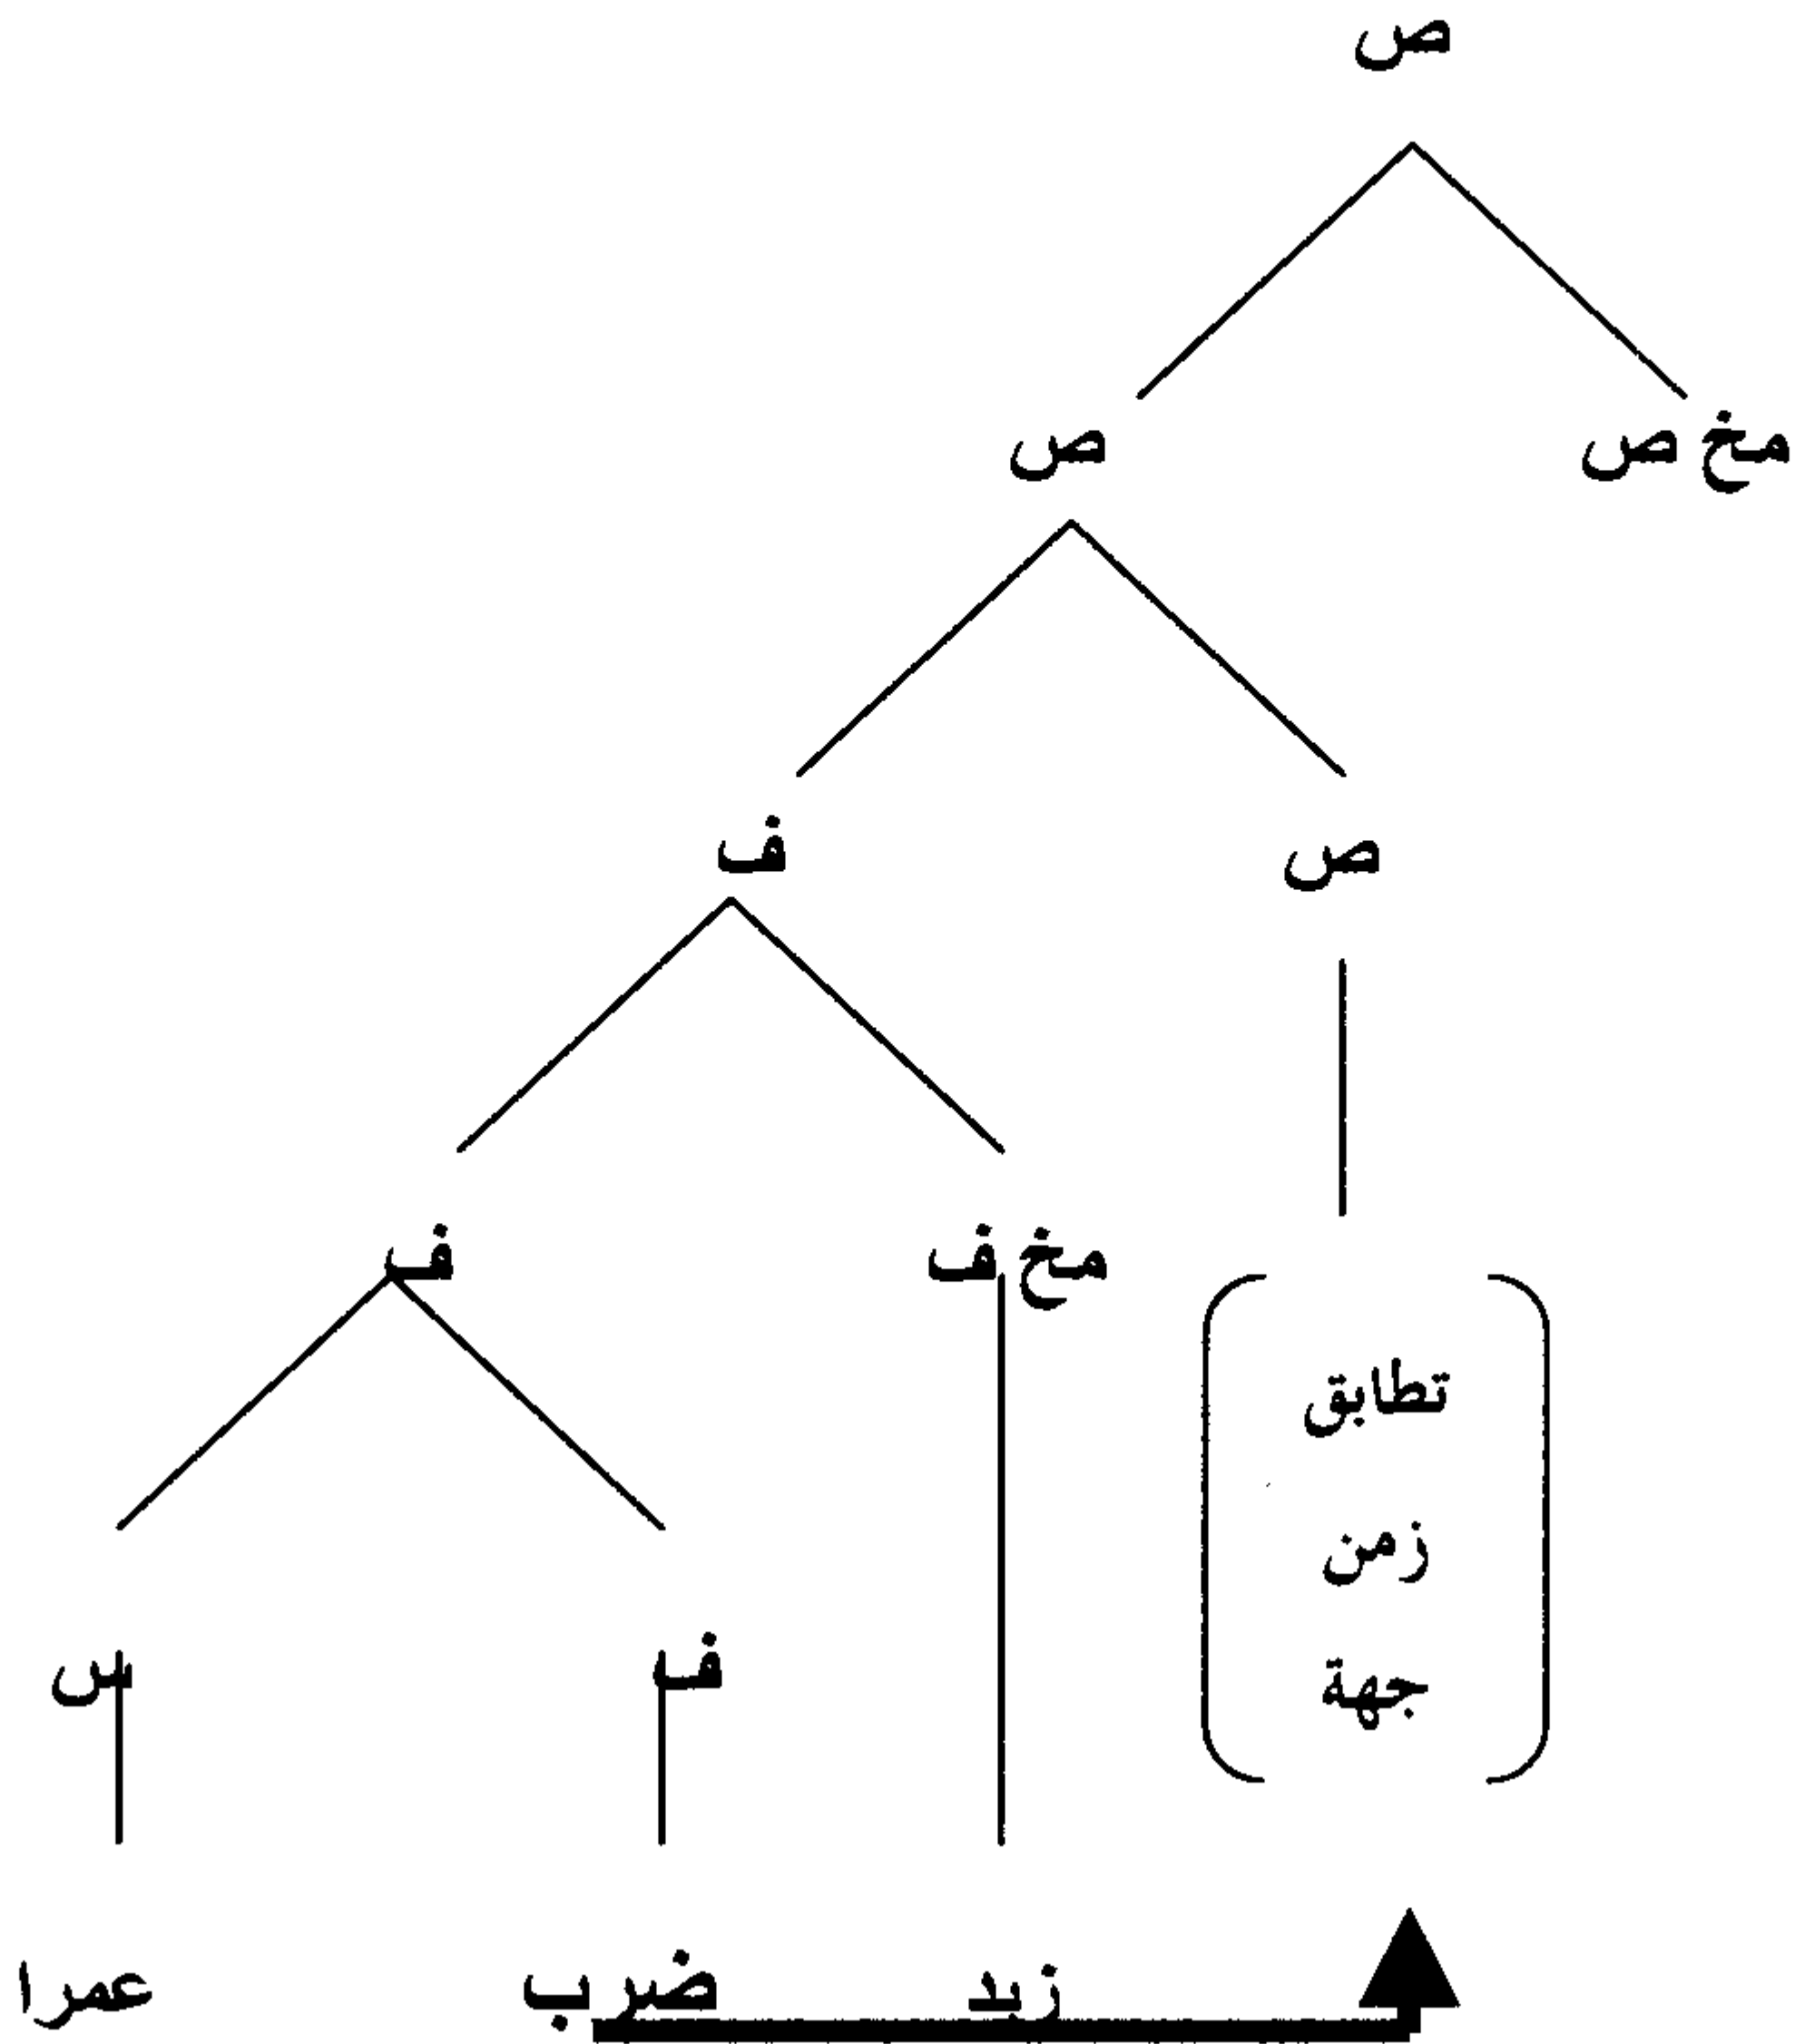 ص
مخ ص ص
ص ف
مخ ف ف
تطابق
زمن
جهة
ف س
زيد ضرب عمرا